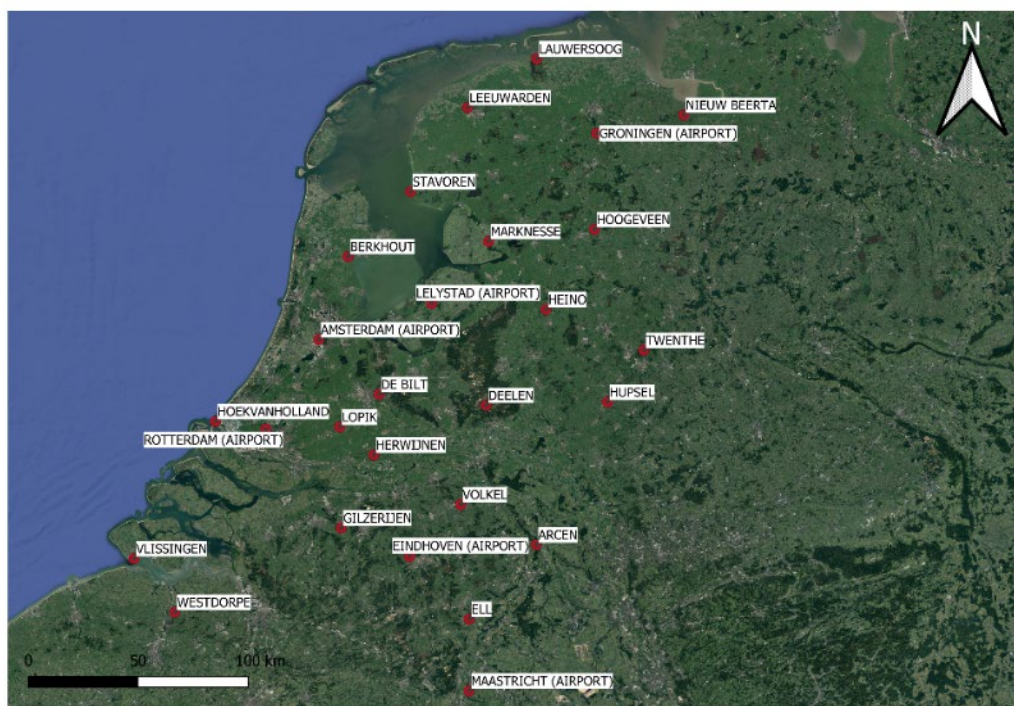 N
LAUWERSOOG
LEEUWARDEN
NIEUW BEERTA
GRONINGEN (AIRPORT)
STAVOREN
HOOGEVEEN
MARKNESSE
BERKHOUT
LELYSTAD (AIRPORT)
HEINO
AMSTERDAM (AIRPORT)
TWENTHE
DE BILT
DEELEN
HUPSEL
HOEKVANHOLLAND
LOPIK
ROTTERDAM (AIRPORT)
HERWIJNEN
VOLKEL
GILZERIJEN
ARCEN
EINDHOVEN (AIRPORT)
VLISSINGEN
WESTDORPE
ELL
0 50 100 km
MAASTRICHT (AIRPORT)